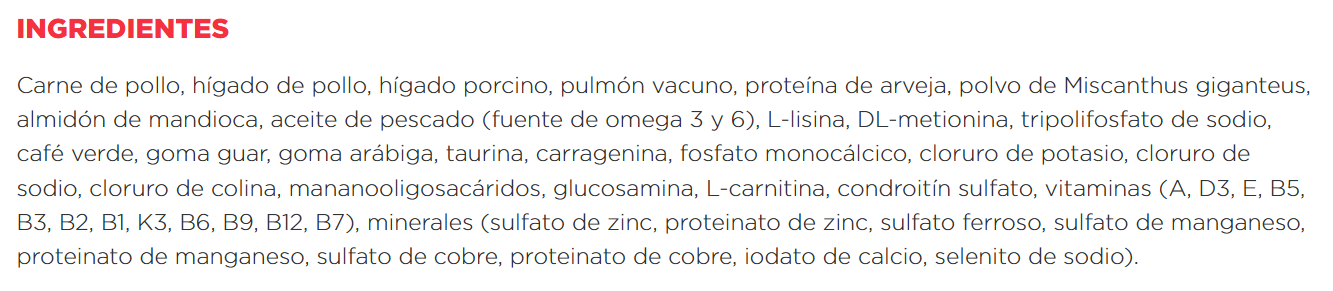 INGREDIENTES
Carne de pollo, hígado de pollo, hígado porcino, pulmón vacuno, proteína de arveja, polvo de Miscanthus giganteus,
almidón de mandioca, aceite de pescado (fuente de omega 3 y 6), L-lisina, DL-metionina, tripolifosfato de sodio,
café verde, goma guar, goma arábiga, taurina, carragenina, fosfato monocálcico, cloruro de potasio, cloruro de
sodio, cloruro de colina, mananooligosacáridos, glucosamina, L-carnitina, condroitín sulfato, vitaminas (A, D3, E, B5,
B3, B2, B1, K3, B6, B9, B12, B7), minerales (sulfato de zinc, proteinato de zinc, sulfato ferroso, sulfato de manganeso,
proteinato de manganeso, sulfato de cobre, proteinato de cobre, iodato de calcio, selenito de sodio).